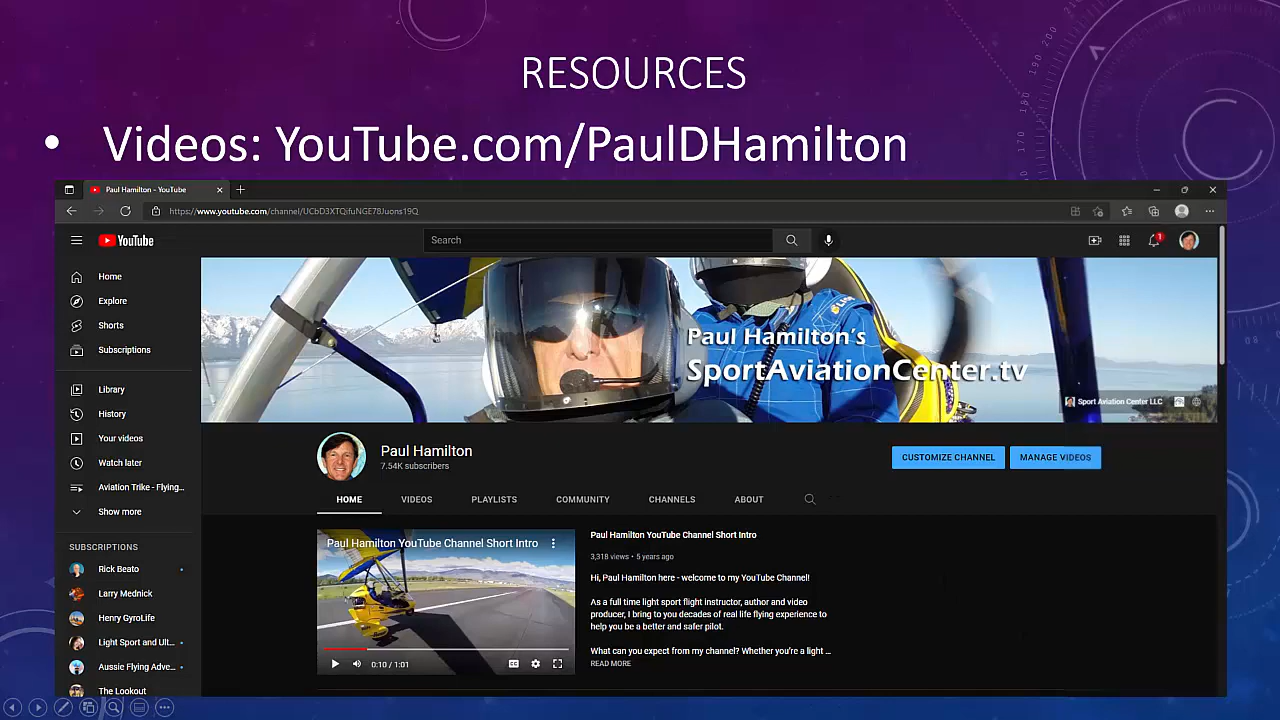 RESOURCES
• Videos: YouTube.com/PaulDHamilton
Paul Hamilton - YouTube
https://www.youtube.com/channel/UCbD3XTQifuNGE78Juons19Q
YouTube
Search
1
Home
Explore
Shorts
Subscriptions
Library
History
Your videos
Watch later
Aviation Trike - Flying...
Show more
SUBSCRIPTIONS
Rick Beato
Larry Mednick
Henry GyroLife
Light Sport and Ult...
Aussie Flying Adve...
The Lookout
Paul Hamilton's
SportAviationCenter.tv
Sport Aviation Center LLC
Paul Hamilton
7.54K subscribers
CUSTOMIZE CHANNEL
MANAGE VIDEOS
HOME VIDEOS PLAYLISTS COMMUNITY CHANNELS ABOUT
Paul Hamilton YouTube Channel Short Intro
0:10 / 1:01
Paul Hamilton YouTube Channel Short Intro
3,318 views • 5 years ago
Hi, Paul Hamilton here - welcome to my YouTube Channel!
As a full time light sport flight instructor, author and video
producer, I bring to you decades of real life flying experience to
help you be a better and safer pilot.
What can you expect from my channel? Whether you're a light ...
READ MORE
190
200